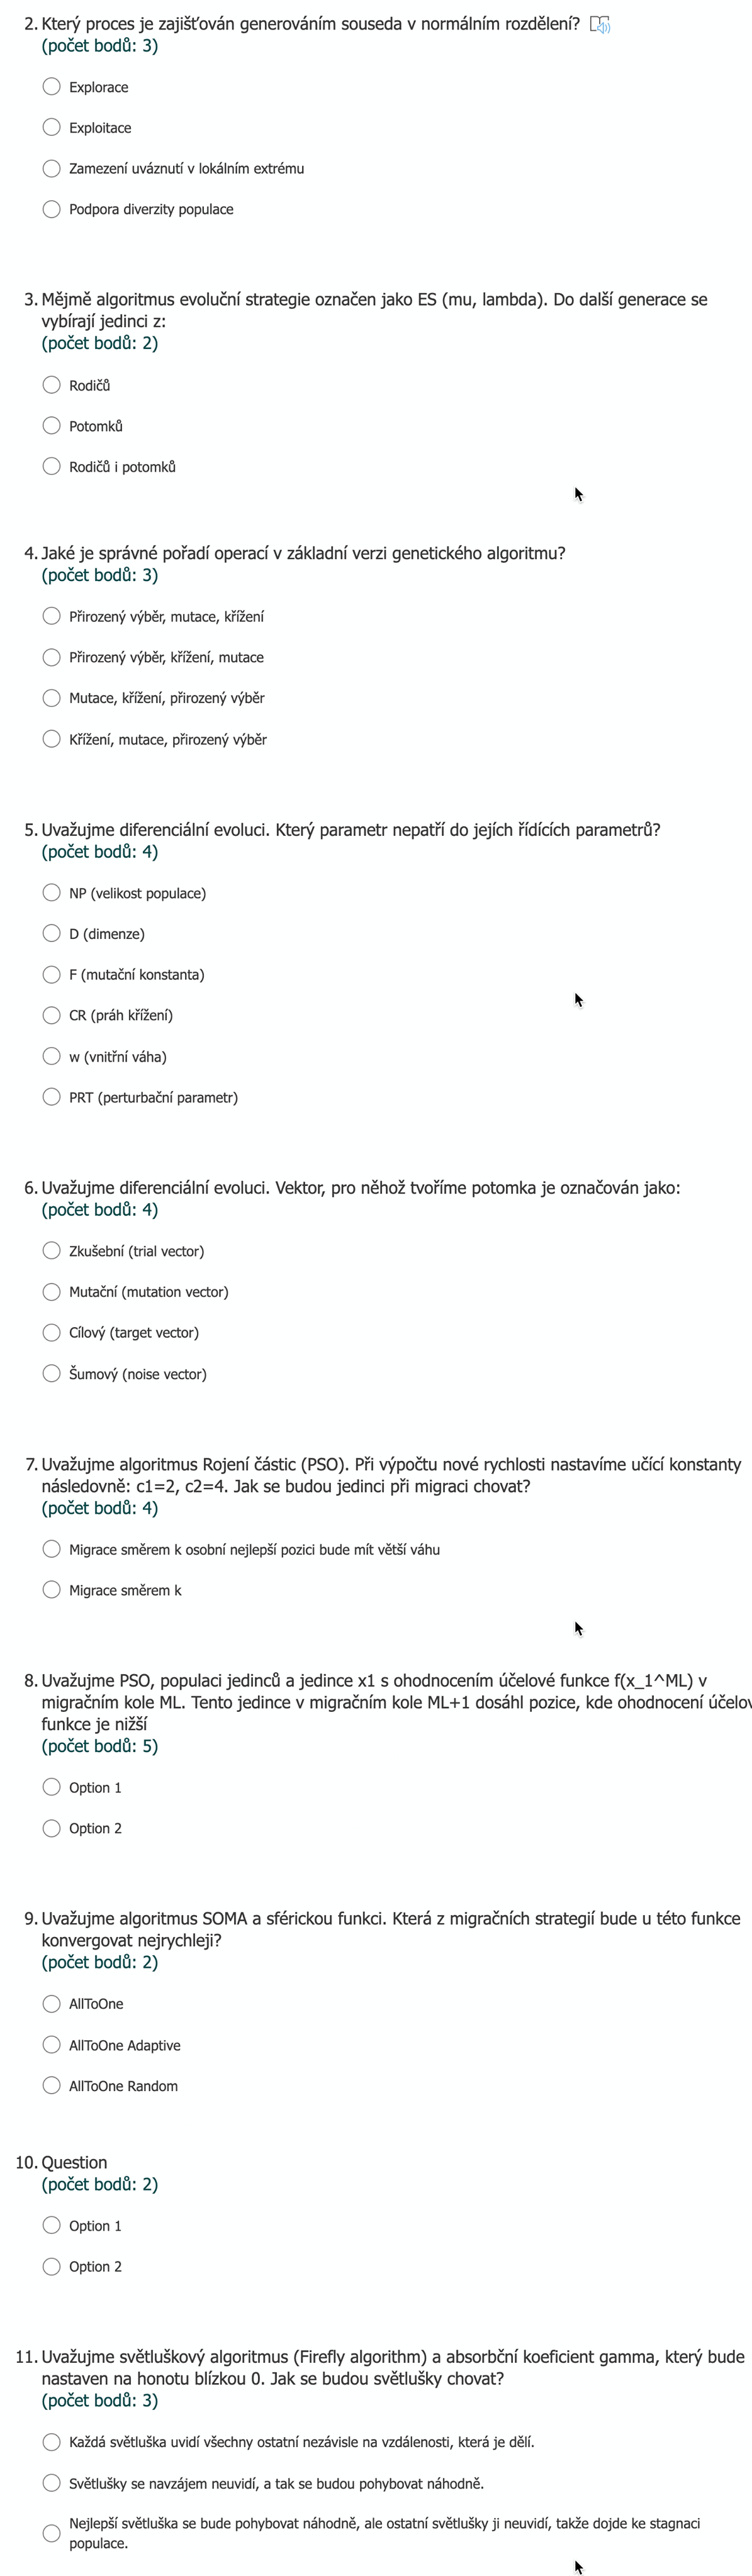 2. Který proces je zajišťován generováním souseda v normálním rozdělení?
(počet bodů: 3)
Explorace
Exploitace
Zamezení uváznutí v lokálním extrému
Podpora diverzity populace
3. Mějmě algoritmus evoluční strategie označen jako ES (mu, lambda). Do další generace se
vybírají jedinci z:
(počet bodů: 2)
Rodičů
Potomků
Rodičů i potomků
4. Jaké je správné pořadí operací v základní verzi genetického algoritmu?
(počet bodů: 3)
Přirozený výběr, mutace, křížení
Přirozený výběr, křížení, mutace
Mutace, křížení, přirozený výběr
Křížení, mutace, přirozený výběr
5. Uvažujme diferenciální evoluci. Který parametr nepatří do jejích řídících parametrů?
(počet bodů: 4)
NP (velikost populace)
D (dimenze)
F (mutační konstanta)
CR (práh křížení)
w (vnitřní váha)
PRT (perturbační parametr)
6. Uvažujme diferenciální evoluci. Vektor, pro něhož tvoříme potomka je označován jako:
(počet bodů: 4)
Zkušební (trial vector)
Mutační (mutation vector)
Cílový (target vector)
Šumový (noise vector)
7. Uvažujme algoritmus Rojení částic (PSO). Při výpočtu nové rychlosti nastavíme učící konstanty
následovně: c1=2, c2=4. Jak se budou jedinci při migraci chovat?
(počet bodů: 4)
Migrace směrem k osobní nejlepší pozici bude mít větší váhu
Migrace směrem k
8. Uvažujme PSO, populaci jedinců a jedince x1 s ohodnocením účelové funkce f(x_1^ML) v
migračním kole ML. Tento jedince v migračním kole ML+1 dosáhl pozice, kde ohodnocení účelov
funkce je nižší
(počet bodů: 5)
Option 1
Option 2
9. Uvažujme algoritmus SOMA a sférickou funkci. Která z migračních strategií bude u této funkce
konvergovat nejrychleji?
(počet bodů: 2)
AllToOne
AllToOne Adaptive
AllToOne Random
10. Question
(počet bodů: 2)
Option 1
Option 2
11. Uvažujme světluškový algoritmus (Firefly algorithm) a absorbční koeficient gamma, který bude
nastaven na honotu blízkou 0. Jak se budou světlušky chovat?
(počet bodů: 3)
Každá světluška uvidí všechny ostatní nezávisle na vzdálenosti, která je dělí.
Světlušky se navzájem neuvidí, a tak se budou pohybovat náhodně.
Nejlepší světluška se bude pohybovat náhodně, ale ostatní světlušky ji neuvidí, takže dojde ke stagnaci
populace.